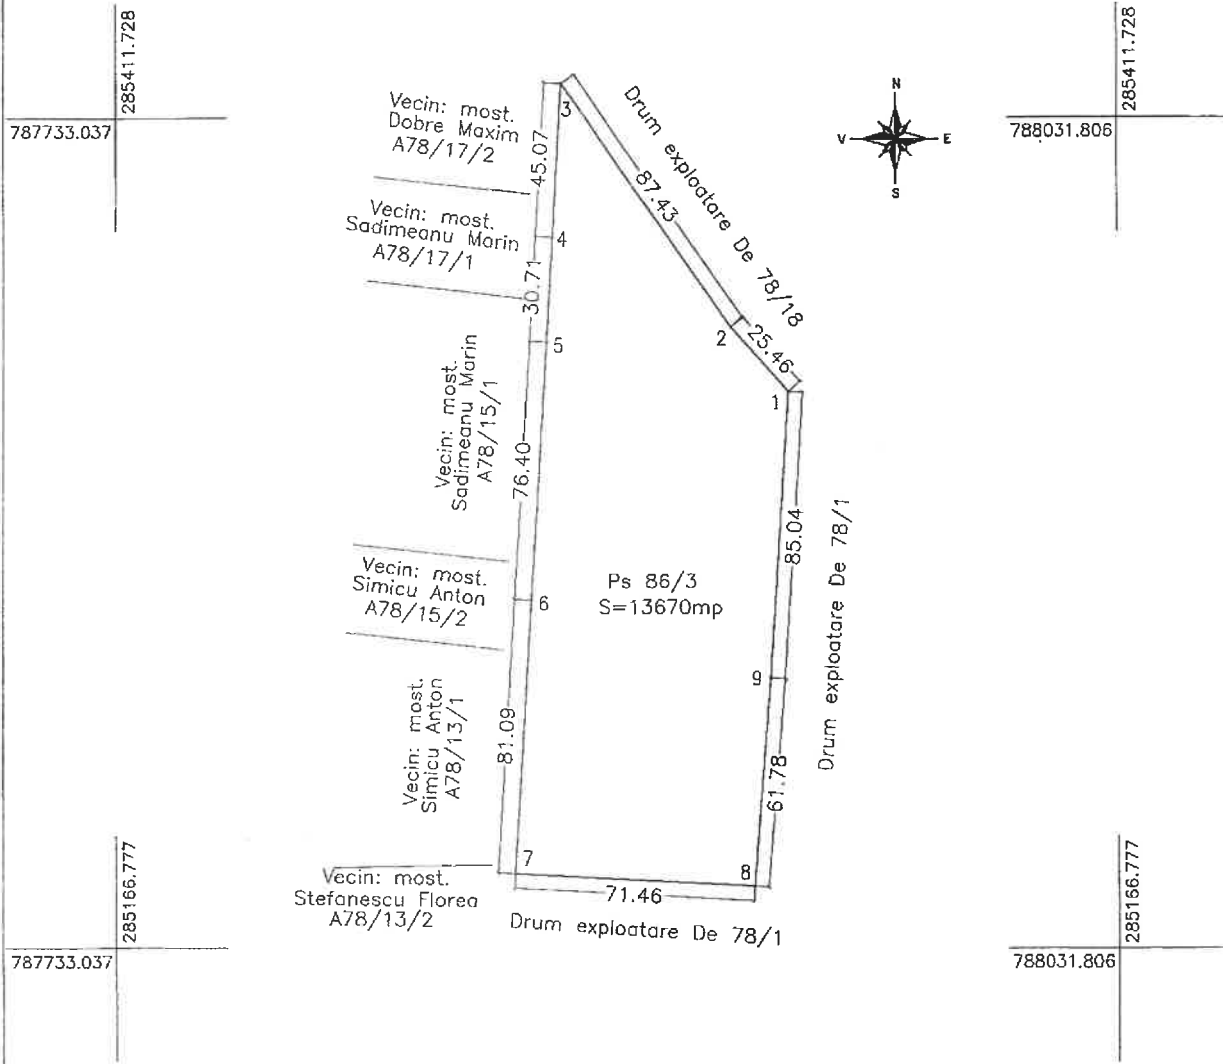 285411.728
285411.728
787733.037
788031.806
N
V
E
S
Vecin: most.
Dobre Maxim
A78/17/2
3
45.07
Drum exploatare De 78/18
87.43
Vecin: most.
Sadimeanu Marin
A78/17/1
4
30.71
5
2
25.46
1
Vecin: most.
Sadimeanu Marin
A78/15/1
76.40
85.04
Drum exploatare De 78/1
Vecin: most.
Simicu Anton
A78/15/2
6
Ps 86/3
S=13670mp
9
Vecin: most.
Simicu Anton
A78/13/1
81.09
61.78
7
8
Vecin: most.
Stefanescu Florea
A78/13/2
71.46
Drum exploatare De 78/1
285166.777
285166.777
787733.037
788031.806